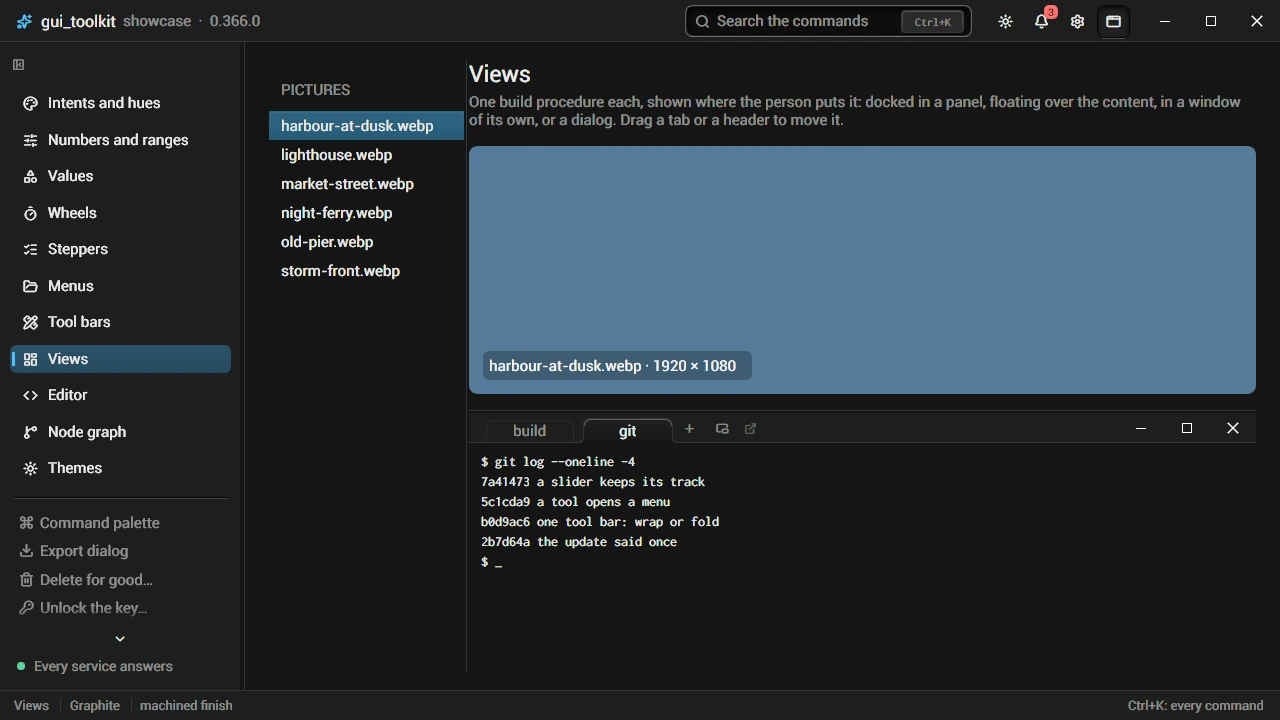 gui_toolkit showcase · 0.366.0
Search the commands Ctrl+K
3
Intents and hues
Numbers and ranges
Values
Wheels
Steppers
Menus
Tool bars
Views
Editor
Node graph
Themes
Command palette
Export dialog
Delete for good...
Unlock the key...
Every service answers
PICTURES
harbour-at-dusk.webp
lighthouse.webp
market-street.webp
night-ferry.webp
old-pier.webp
storm-front.webp
Views
One build procedure each, shown where the person puts it: docked in a panel, floating over the content, in a window
of its own, or a dialog. Drag a tab or a header to move it.
harbour-at-dusk.webp · 1920 × 1080
build git
$ git log --oneline -4
7a41473 a slider keeps its track
5c1cda9 a tool opens a menu
b0d9ac6 one tool bar: wrap or fold
2b7d64a the update said once
$ _
Views Graphite machined finish
Ctrl+K: every command